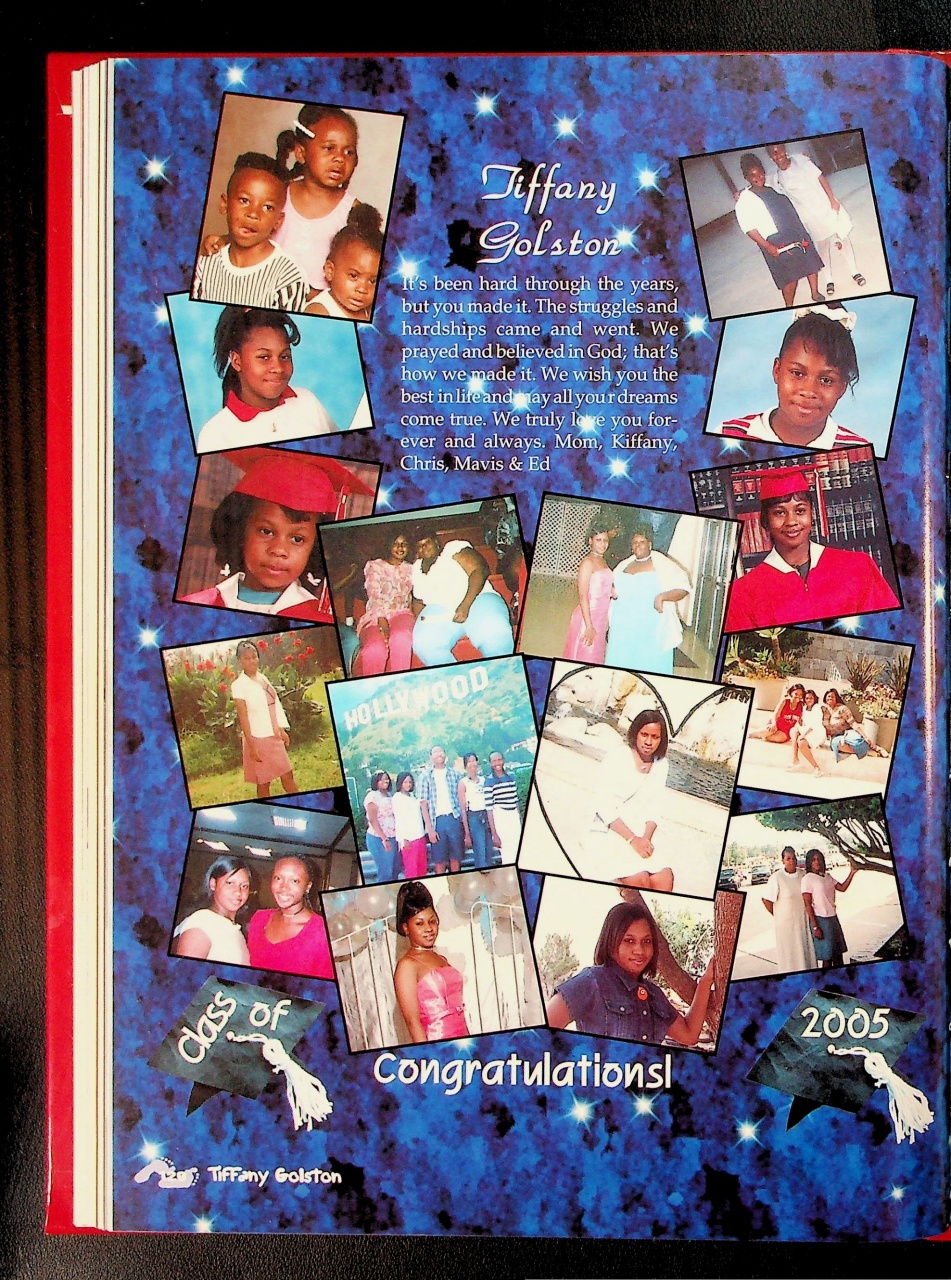 Tiffany
Golston
It's been hard through the years,
but you made it. The struggles and
hardships came and went. We
prayed and believed in God; that's
how we made it. We wish you the
best in life and may all your dreams
come true. We truly love you for-
ever and always. Mom, Kiffany,
Chris, Mavis & Ed
HOLLYWOOD
Class of
2005
Congratulations!
Tiffany Golston